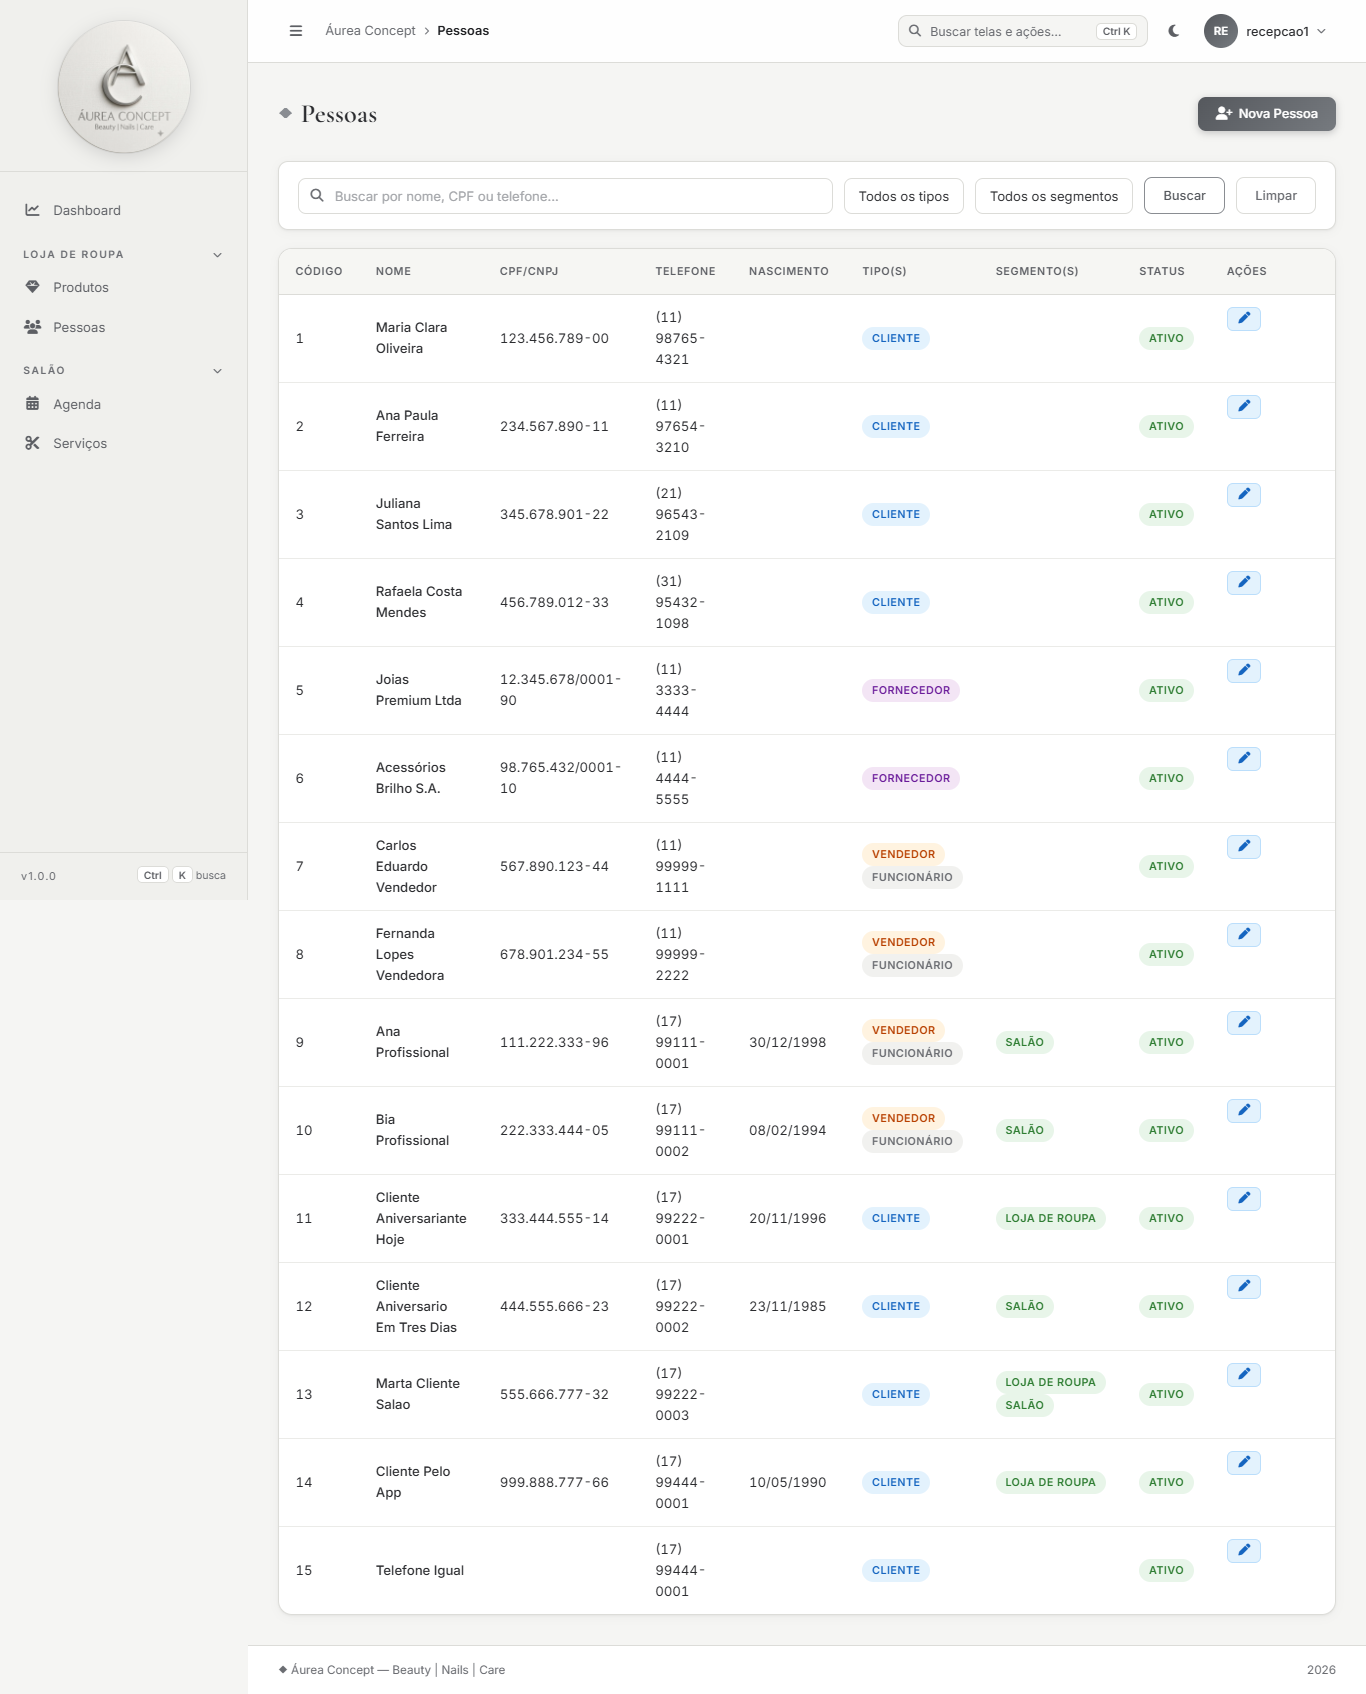 ÁUREA CONCEPT
Beauty | Nails | Care
Dashboard
LOJA DE ROUPA
Produtos
Pessoas
SALÃO
Agenda
Serviços
v1.0.0
Ctrl K busca
Áurea Concept > Pessoas
Buscar telas e ações... Ctrl K
RE recepcao1
Pessoas
Nova Pessoa
Buscar por nome, CPF ou telefone...
Todos os tipos
Todos os segmentos
Buscar
Limpar
CÓDIGO NOME CPF/CNPJ TELEFONE NASCIMENTO TIPO(S) SEGMENTO(S) STATUS AÇÕES
1
Maria Clara
Oliveira
123.456.789-00
(11)
98765-
4321
CLIENTE
ATIVO
2
Ana Paula
Ferreira
234.567.890-11
(11)
97654-
3210
CLIENTE
ATIVO
3
Juliana
Santos Lima
345.678.901-22
(21)
96543-
2109
CLIENTE
ATIVO
4
Rafaela Costa
Mendes
456.789.012-33
(31)
95432-
1098
CLIENTE
ATIVO
5
Joias
Premium Ltda
12.345.678/0001-
90
(11)
3333-
4444
FORNECEDOR
ATIVO
6
Acessórios
Brilho S.A.
98.765.432/0001-
10
(11)
4444-
5555
FORNECEDOR
ATIVO
7
Carlos
Eduardo
Vendedor
567.890.123-44
(11)
99999-
1111
VENDEDOR
FUNCIONÁRIO
ATIVO
8
Fernanda
Lopes
Vendedora
678.901.234-55
(11)
99999-
2222
VENDEDOR
FUNCIONÁRIO
ATIVO
9
Ana
Profissional
111.222.333-96
(17)
99111-
0001
30/12/1998
VENDEDOR
FUNCIONÁRIO
SALÃO
ATIVO
10
Bia
Profissional
222.333.444-05
(17)
99111-
0002
08/02/1994
VENDEDOR
FUNCIONÁRIO
SALÃO
ATIVO
11
Cliente
Aniversariante
Hoje
333.444.555-14
(17)
99222-
0001
20/11/1996
CLIENTE
LOJA DE ROUPA
ATIVO
12
Cliente
Aniversario
Em Tres Dias
444.555.666-23
(17)
99222-
0002
23/11/1985
CLIENTE
SALÃO
ATIVO
13
Marta Cliente
Salao
555.666.777-32
(17)
99222-
0003
CLIENTE
LOJA DE ROUPA
SALÃO
ATIVO
14
Cliente Pelo
App
999.888.777-66
(17)
99444-
0001
10/05/1990
CLIENTE
LOJA DE ROUPA
ATIVO
15
Telefone Igual
(17)
99444-
0001
CLIENTE
ATIVO
Áurea Concept — Beauty | Nails | Care
2026